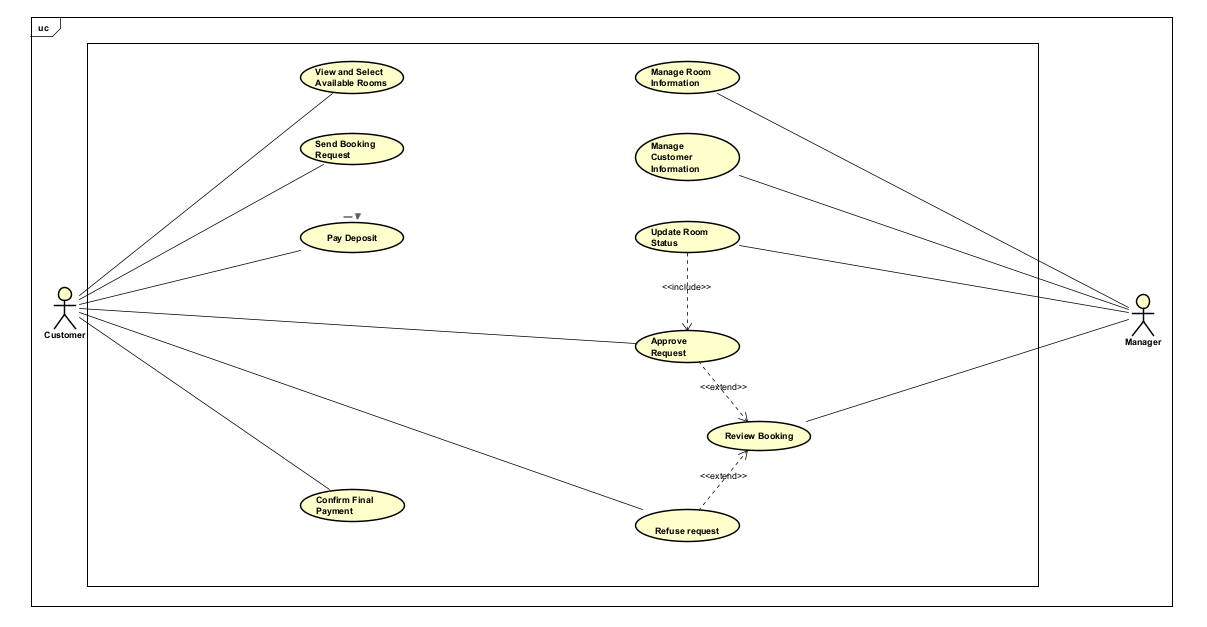 uc
View and Select
Available Rooms
Manage Room
Information
Send Booking
Request
Manage
Customer
Information
Pay Deposit
Update Room
Status
<<include>>
Customer
Manager
Approve
Request
<<extend>>
Review Booking
<<extend>>
Confirm Final
Payment
Refuse request